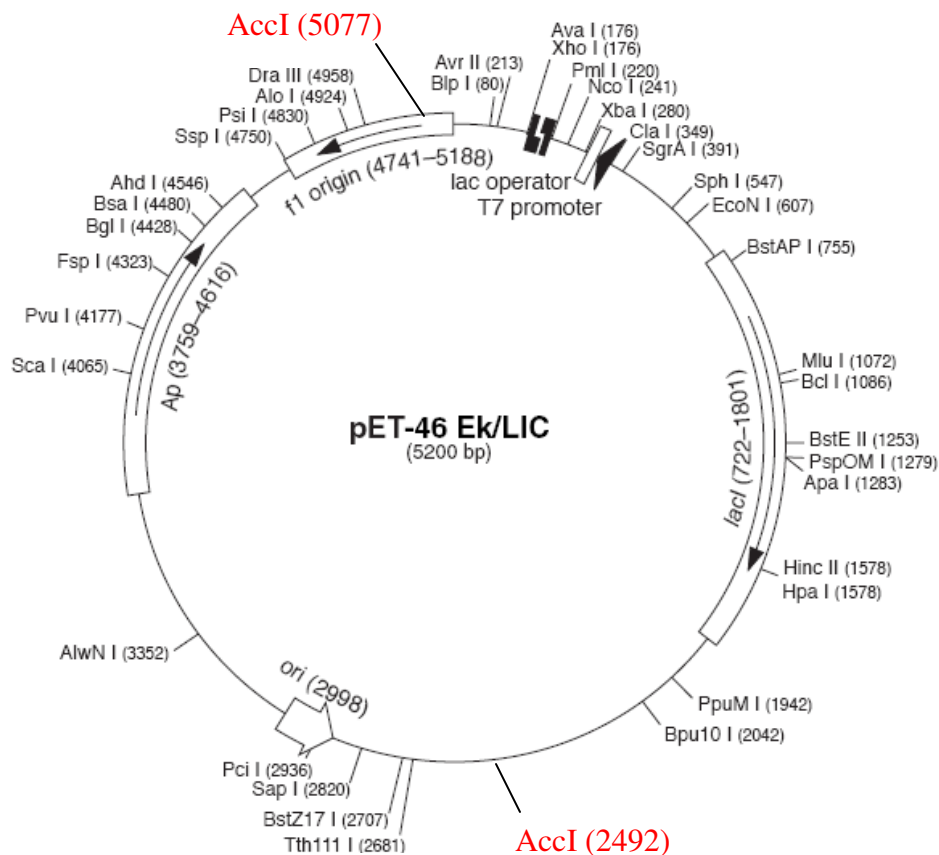 AccI (5077)
Ava I (176)
Xho I (176)
Avr II (213)
Pml I (220)
Blp I (80)
Nco I (241)
Dra III (4958)
Alo I (4924)
Xba I (280)
Psi I (4830)
Cla I (349)
Ssp I (4750)
SgrA I (391)
f1 origin (4741–5188)
lac operator
T7 promoter
Sph I (547)
EcoN I (607)
Ahd I (4546)
Bsa I (4480)
Bgl I (4428)
BstAP I (755)
Fsp I (4323)
Pvu I (4177)
Sca I (4065)
Ap (3759–4616)
Mlu I (1072)
Bcl I (1086)
pET-46 Ek/LIC
(5200 bp)
lacI (722–1801)
BstE II (1253)
PspOM I (1279)
Apa I (1283)
Hinc II (1578)
Hpa I (1578)
AlwN I (3352)
ori (2998)
PpuM I (1942)
Bpu10 I (2042)
Pci I (2936)
Sap I (2820)
BstZ17 I (2707)
Tth111 I (2681)
AccI (2492)